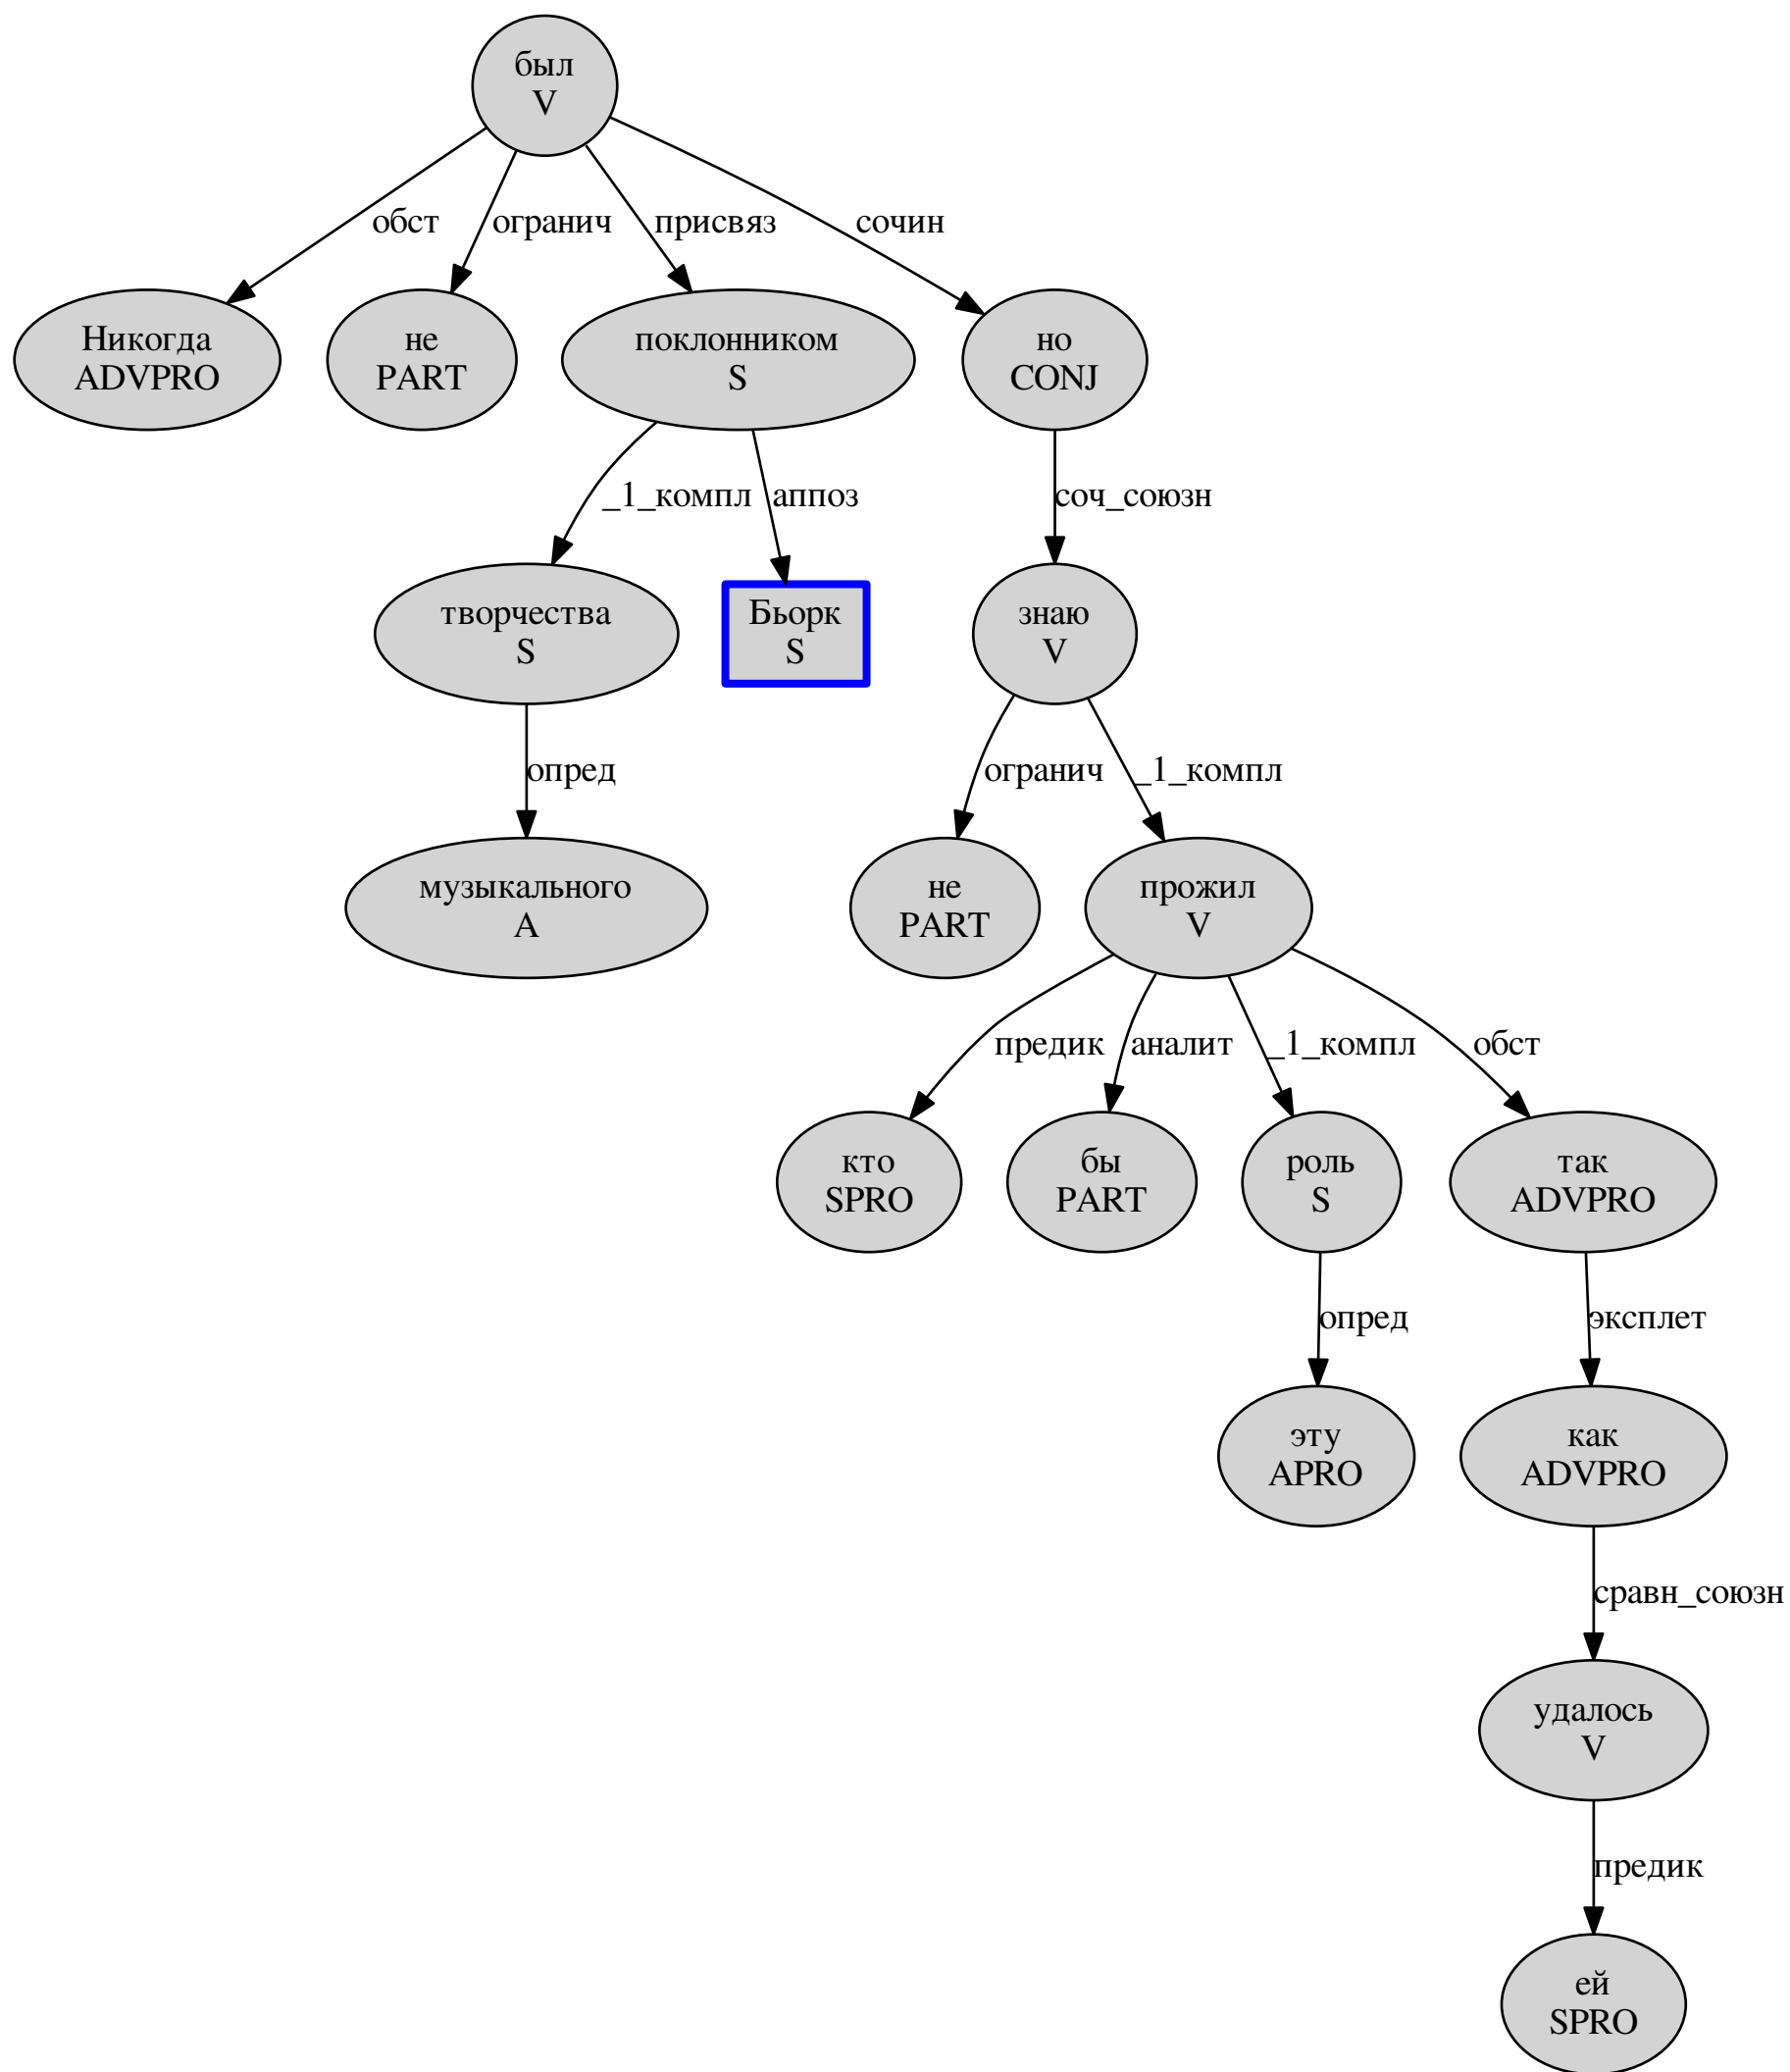 был
V
обст
огранич
присвяз
сочин
Никогда
ADVPRO
не
PART
поклонником
S
но
CONJ
_1_компл
аппоз
соч_союзн
творчества
S
Бьорк
S
знаю
V
опред
огранич
_1_компл
музыкального
A
не
PART
прожил
V
предик
аналит
_1_компл
обст
кто
SPRO
бы
PART
роль
S
так
ADVPRO
опред
эксплет
эту
APRO
как
ADVPRO
сравн_союзн
удалось
V
предик
ей
SPRO